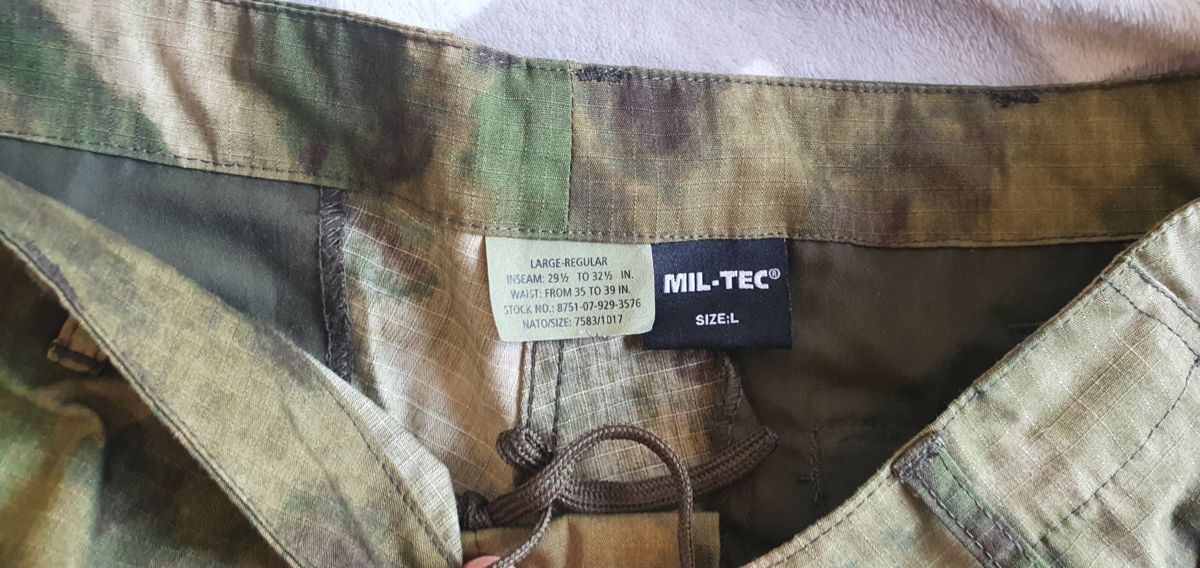 LARGE-REGULAR
INSEAM: 29½ TO 32½ IN.
WAIST: FROM 35 TO 39 IN.
STOCK NO.: 8751-07-929-3576
NATO/SIZE: 7583/1017
MIL-TEC®
SIZE:L